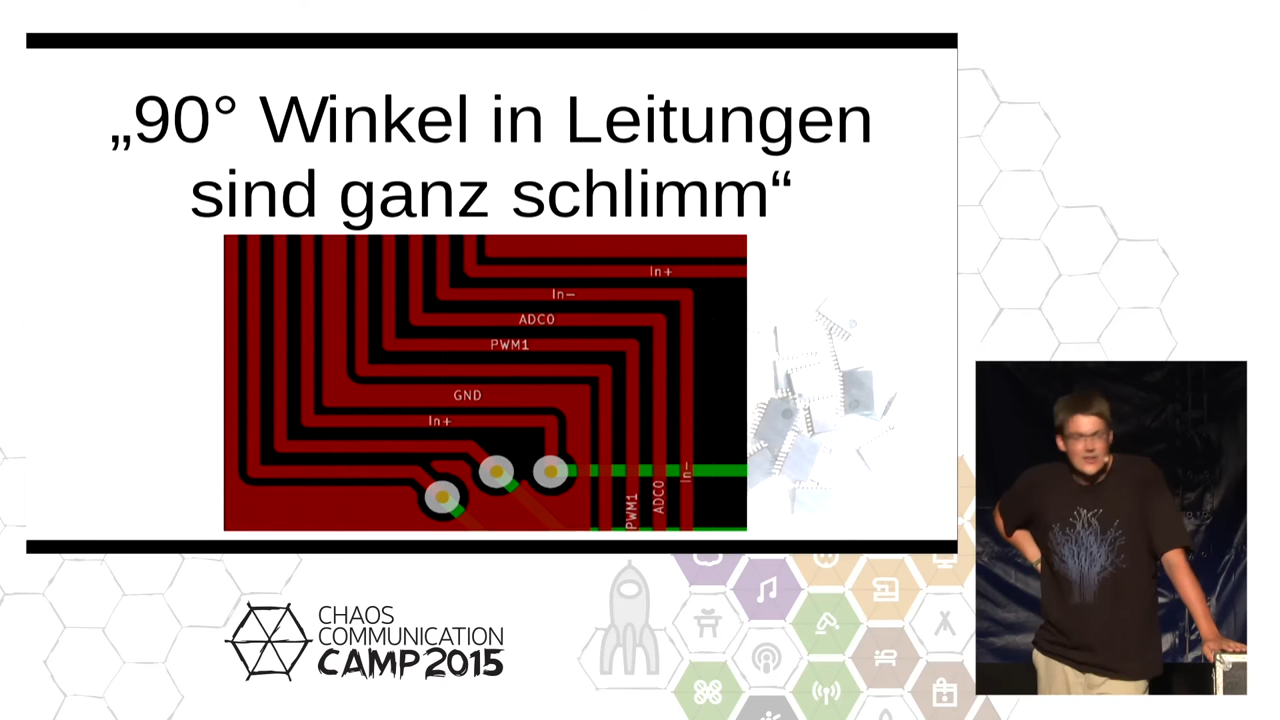 „90° Winkel in Leitungen
sind ganz schlimm“
In+
In−
ADC0
PWM1
GND
In+
PWM1
ADC0
In−
CHAOS
COMMUNICATION
CAMP 2015